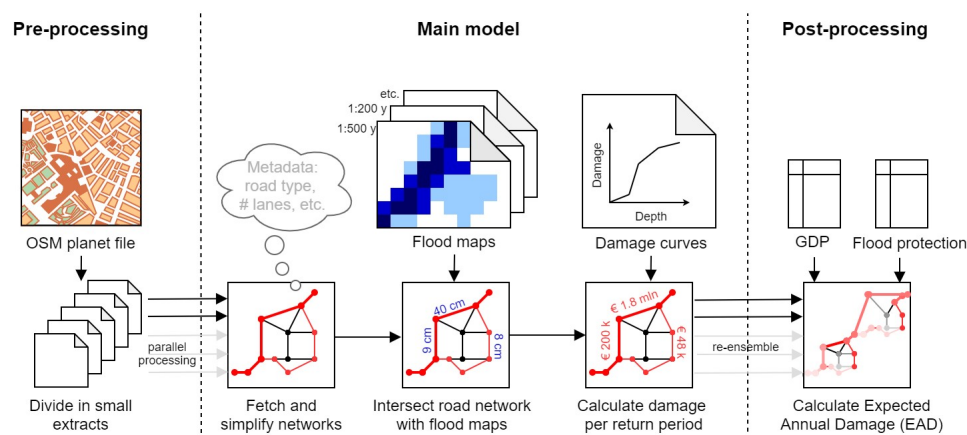 Pre-processing
Main model
Post-processing
etc.
1:200 y
1:500 y
Metadata:
road type,
# lanes, etc.
Damage
Depth
OSM planet file
Flood maps
Damage curves
GDP
Flood protection
parallel
processing
40 cm
9 cm
8 cm
€ 1.8 mln
€ 200 k
€ 48 k
re-ensemble
Divide in small
extracts
Fetch and
simplify networks
Intersect road network
with flood maps
Calculate damage
per return period
Calculate Expected
Annual Damage (EAD)